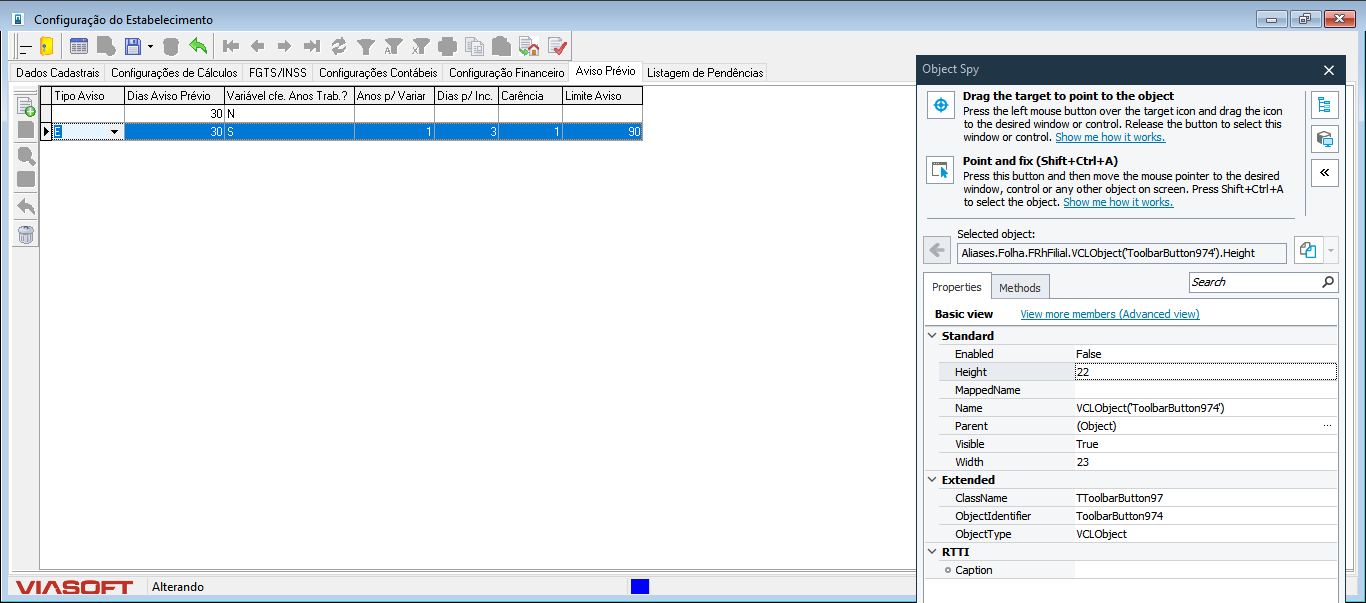 Configuração do Estabelecimento
Dados Cadastrais Configurações de Cálculos FGTS/INSS Configurações Contábeis Configuração Financeiro Aviso Prévio Listagem de Pendências
Tipo Aviso Dias Aviso Prévio Variável cfe. Anos Trab.? Anos p/ Variar Dias p/ Inc. Carência Limite Aviso
30 N
E 30 S 1 3 1 90
VIASOFT Alterando
Object Spy
Drag the target to point to the object
Press the left mouse button over the target icon and drag the icon
to the desired window or control. Release the button to select this
window or control. Show me how it works.
Point and fix (Shift+Ctrl+A)
Press this button and then move the mouse pointer to the desired
window, control or any other object on screen. Press Shift+Ctrl+A
to select the object. Show me how it works.
Selected object:
Aliases.Folha.FRhFilial.VCLObject('ToolbarButton974').Height
Properties Methods Search
Basic view View more members (Advanced view)
Standard
Enabled False
Height 22
MappedName
Name VCLObject('ToolbarButton974')
Parent (Object) ...
Visible True
Width 23
Extended
ClassName TToolbarButton97
ObjectIdentifier ToolbarButton974
ObjectType VCLObject
RTTI
Caption